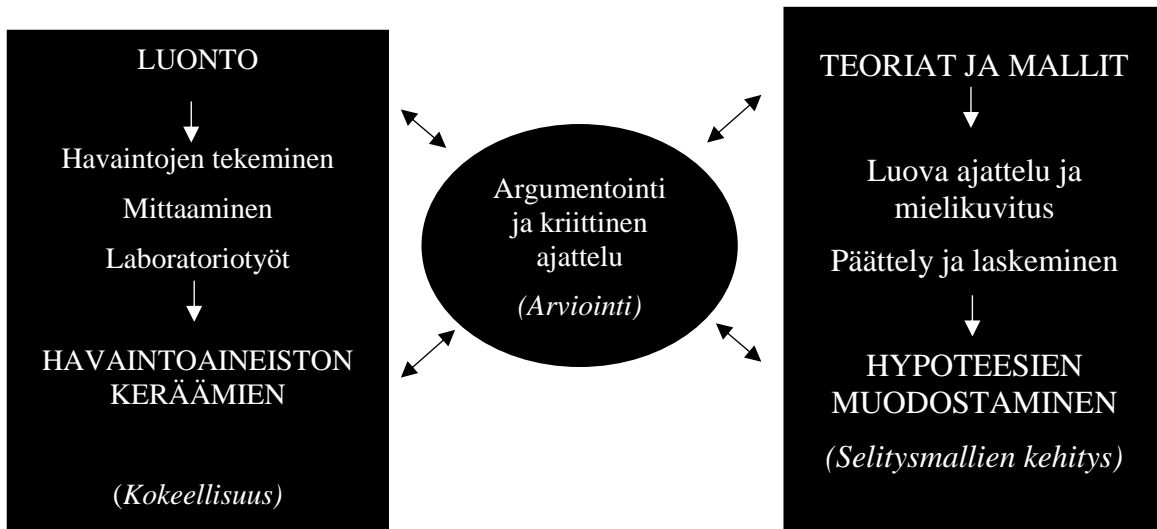 LUONTO
Havaintojen tekeminen
Mittaaminen
Laboratoriotyöt
HAVAINTOAINEISTON
KERÄÄMIEN
(Kokeellisuus)
Argumentointi
ja kriittinen
ajattelu
(Arviointi)
TEORIAT JA MALLIT
Luova ajattelu ja
mielikuvitus
Päättely ja laskeminen
HYPOTEESIEN
MUODOSTAMINEN
(Selitysmallien kehitys)